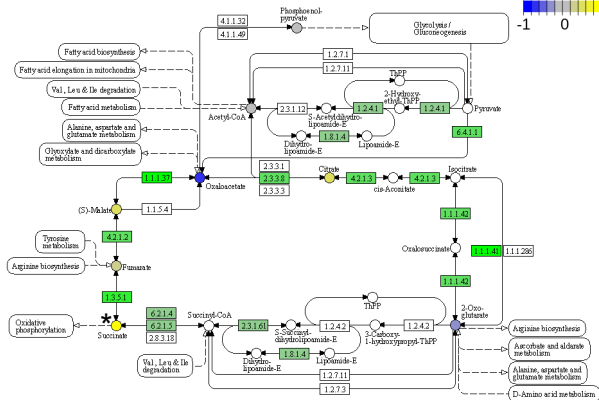 -1
0
Phosphoenol-
pyruvate
4.1.1.32
4.1.1.49
Glycolysis /
Gluconeogenesis
Fatty acid biosynthesis
Fatty acid elongation in mitochondria
Val, Leu & Ile degradation
Fatty acid metabolism
Alanine, aspartate and
glutamate metabolism
Glyoxylate and dicarboxylate
metabolism
1.2.7.1
1.2.7.11
ThPP
2-Hydroxy-
ethyl-ThPP
Acetyl-CoA
2.3.1.12
S-Acetyldihydro-
lipoamide-E
1.2.4.1
1.2.4.1
Pyruvate
1.8.1.4
Dihydro-
lipoamide-E
Lipoamide-E
6.4.1.1
2.3.3.1
2.3.3.8
2.3.3.3
1.1.1.37
Oxaloacetate
Citrate
4.2.1.3
cis-Aconitate
4.2.1.3
Isocitrate
(S)-Malate
1.1.5.4
1.1.1.42
4.2.1.2
Tyrosine
metabolism
Oxalosuccinate
1.1.1.41
1.1.1.286
Arginine biosynthesis
Fumarate
1.1.1.42
1.3.5.1
ThPP
*
Succinate
Oxidative
phosphorylation
6.2.1.4
6.2.1.5
2.8.3.18
Succinyl-CoA
2.3.1.61
S-Succinyl-
dihydrolipoamide-E
1.2.4.2
3-Carboxy-
1-hydroxypropyl-ThPP
1.2.4.2
2-Oxo-
glutarate
Arginine biosynthesis
Ascorbate and aldarate
metabolism
Alanine, aspartate and
glutamate metabolism
D-Amino acid metabolism
Val, Leu & Ile
degradation
1.8.1.4
Dihydro-
lipoamide-E
Lipoamide-E
1.2.7.11
1.2.7.3